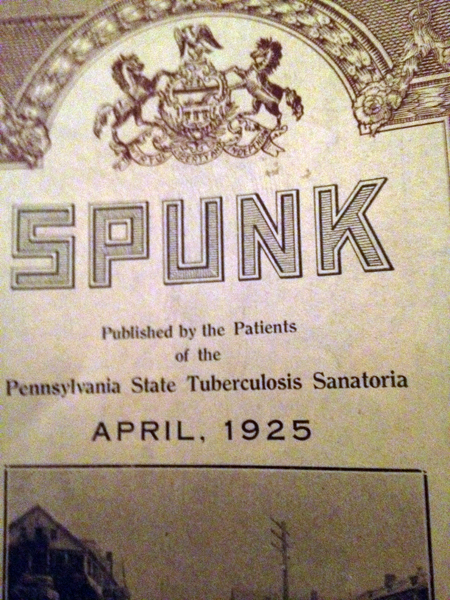 SPUNK
Published by the Patients
of the
Pennsylvania State Tuberculosis Sanatoria
APRIL, 1925